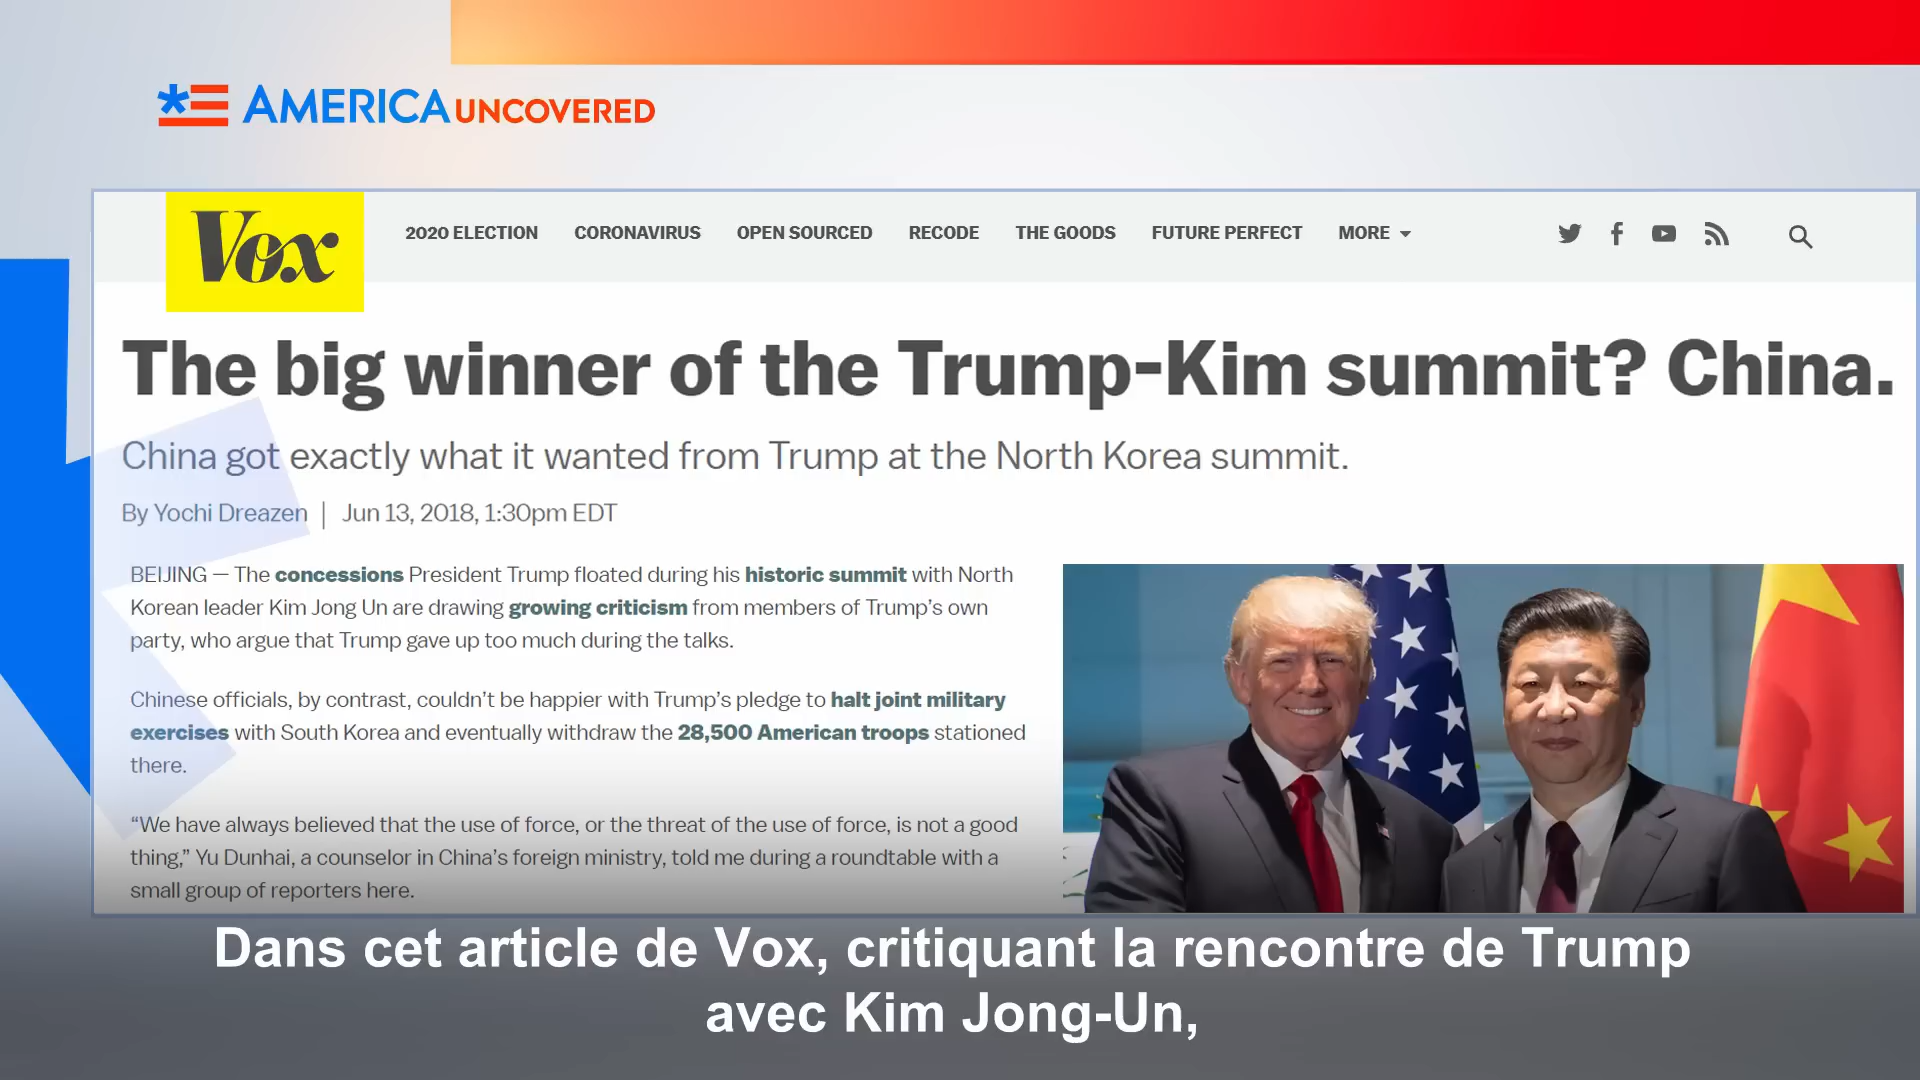 AMERICA UNCOVERED
Vox
2020 ELECTION CORONAVIRUS OPEN SOURCED RECODE THE GOODS FUTURE PERFECT MORE
The big winner of the Trump-Kim summit? China.
China got exactly what it wanted from Trump at the North Korea summit.
By Yochi Dreazen | Jun 13, 2018, 1:30pm EDT
BEIJING — The concessions President Trump floated during his historic summit with North
Korean leader Kim Jong Un are drawing growing criticism from members of Trump's own
party, who argue that Trump gave up too much during the talks.
Chinese officials, by contrast, couldn't be happier with Trump's pledge to halt joint military
exercises with South Korea and eventually withdraw the 28,500 American troops stationed
there.
“We have always believed that the use of force, or the threat of the use of force, is not a good
thing,” Yu Dunhai, a counselor in China's foreign ministry, told me during a roundtable with a
small group of reporters here.
Dans cet article de Vox, critiquant la rencontre de Trump
avec Kim Jong-Un,